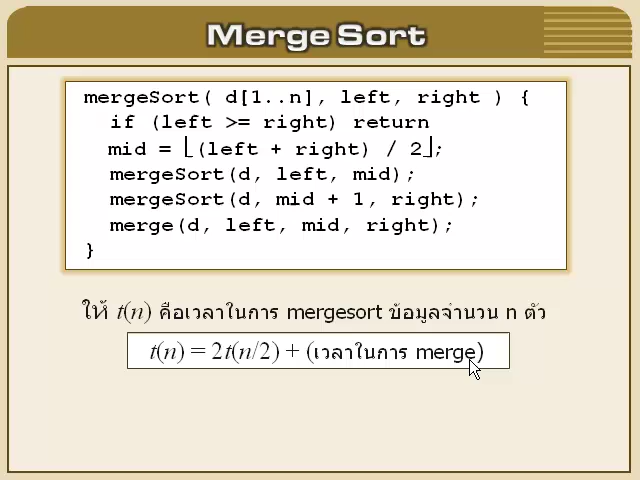 Merge Sort
mergeSort( d[1..n], left, right ) {
if (left >= right) return
mid = ⌊(left + right) / 2⌋;
mergeSort(d, left, mid);
mergeSort(d, mid + 1, right);
merge(d, left, mid, right);
}
ให้ t(n) คือเวลาในการ mergesort ข้อมูลจำนวน n ตัว
t(n) = 2t(n/2) + (เวลาในการ merge)